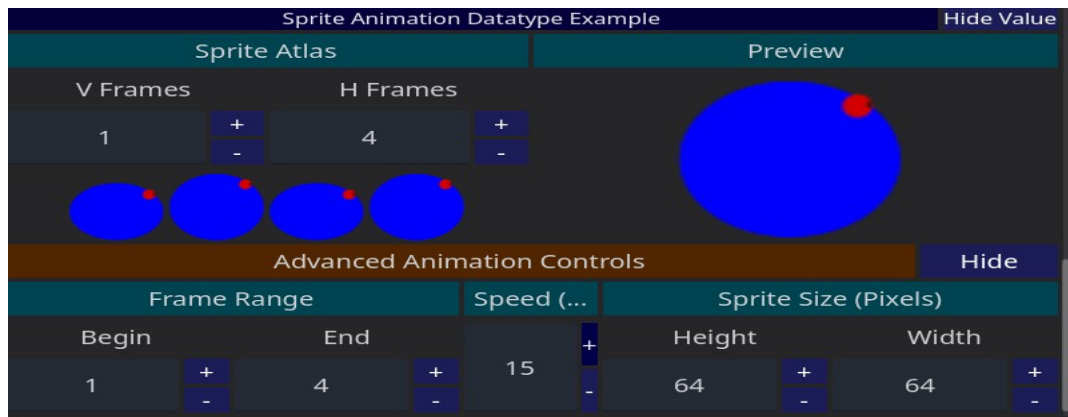 Sprite Animation Datatype Example Hide Value
Sprite Atlas Preview
V Frames H Frames
1 + - 4 + -
Advanced Animation Controls Hide
Frame Range Speed (... Sprite Size (Pixels)
Begin End Height Width
1 + - 4 + - 15 + - 64 + - 64 + -